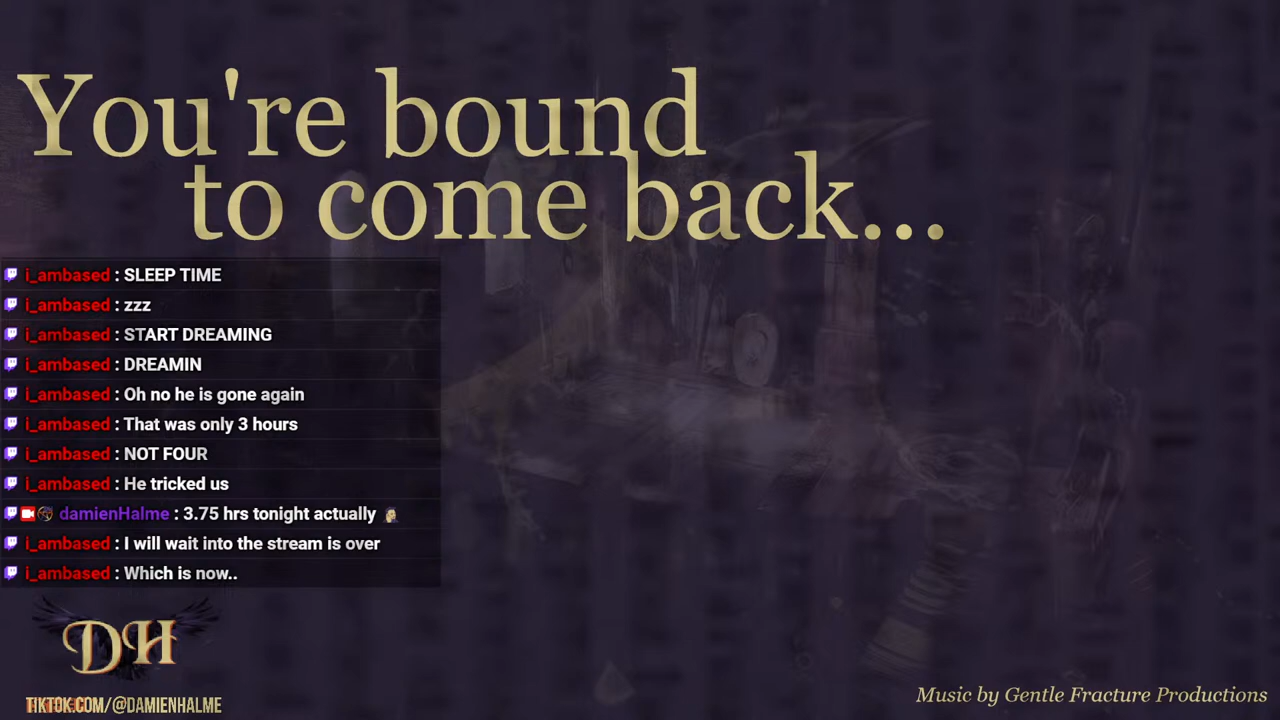 You're bound
to come back...
i_ambased : SLEEP TIME
i_ambased : zzz
i_ambased : START DREAMING
i_ambased : DREAMIN
i_ambased : Oh no he is gone again
i_ambased : That was only 3 hours
i_ambased : NOT FOUR
i_ambased : He tricked us
damienHalme : 3.75 hrs tonight actually
i_ambased : I will wait into the stream is over
i_ambased : Which is now..
DH
TIKTOK.COM/@DAMIENHALME
Music by Gentle Fracture Productions